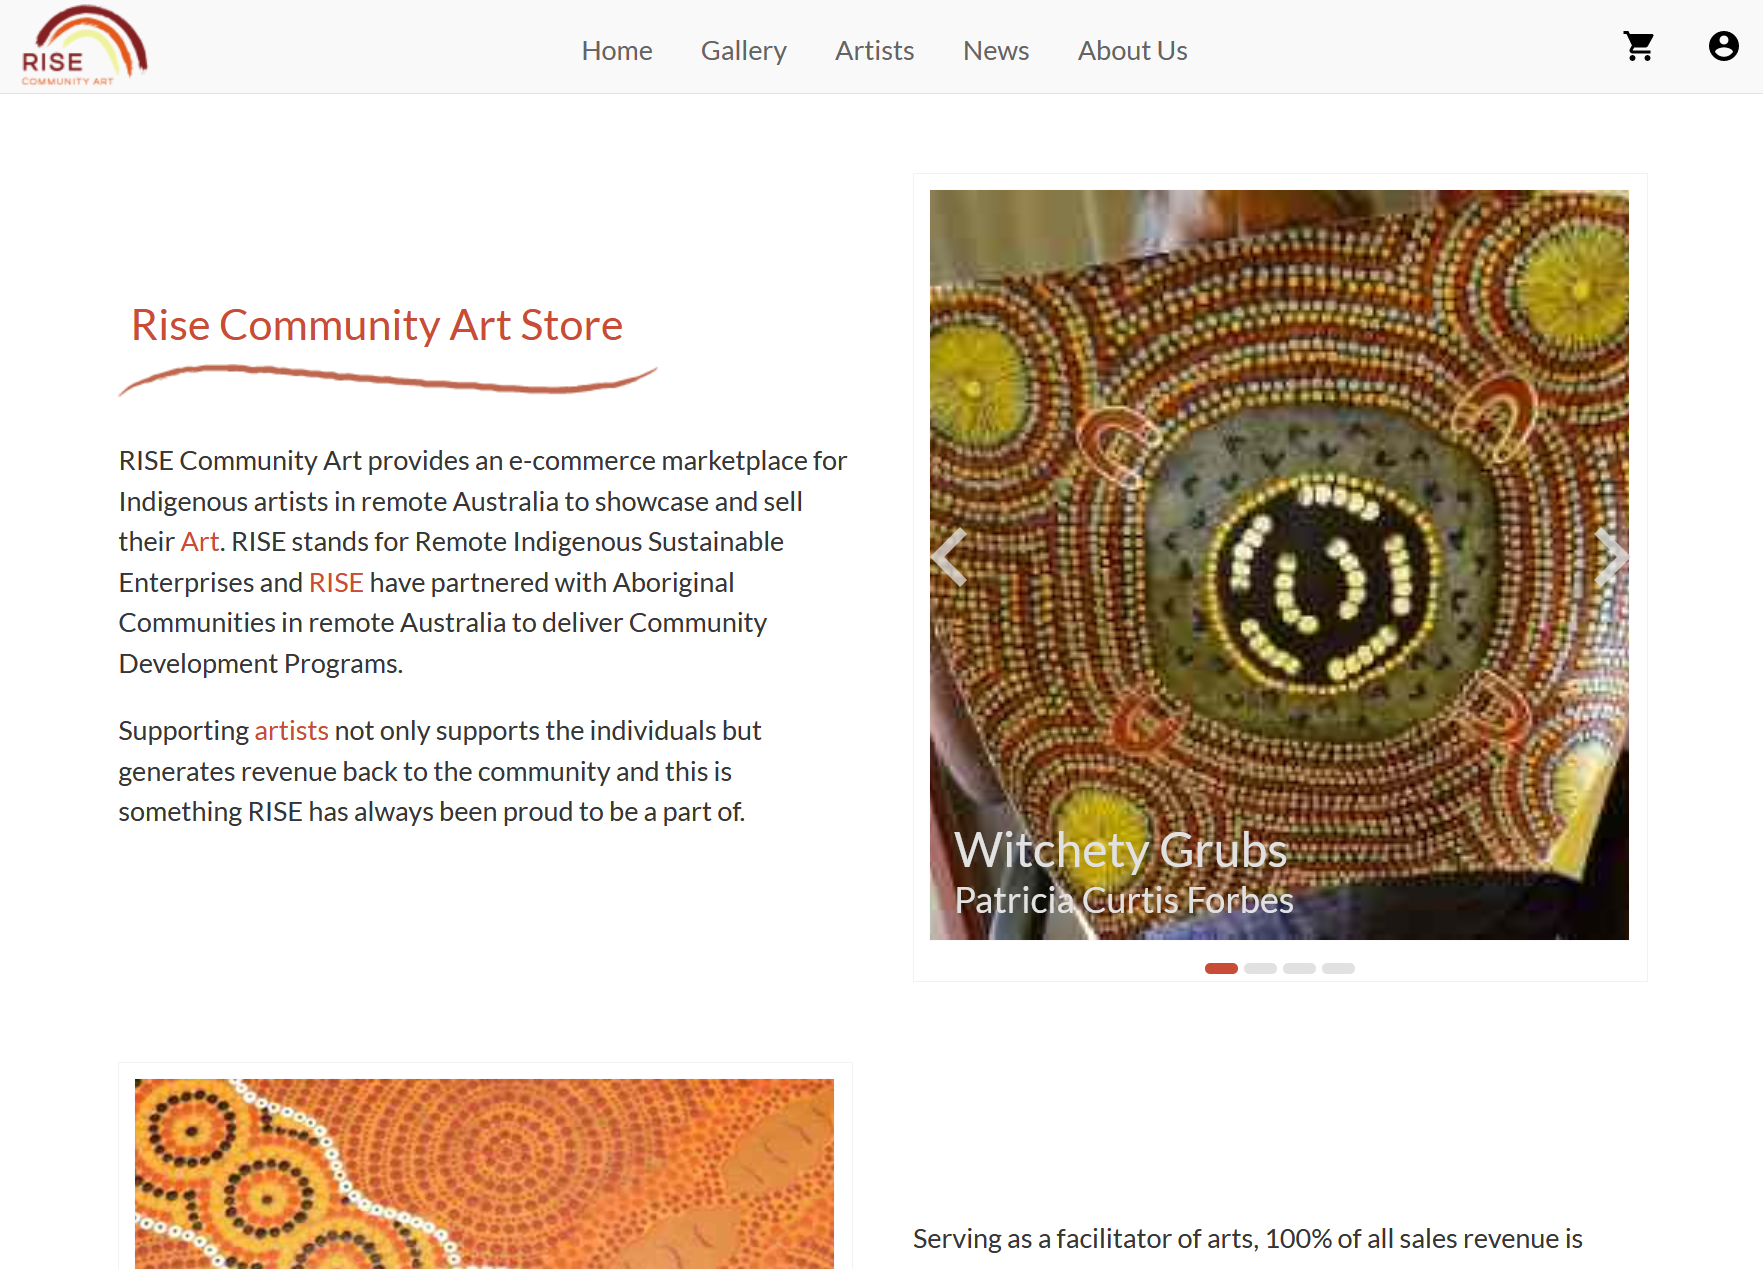 RISE
COMMUNITY ART
Home
Gallery
Artists
News
About Us
Rise Community Art Store
RISE Community Art provides an e-commerce marketplace for
Indigenous artists in remote Australia to showcase and sell
their Art. RISE stands for Remote Indigenous Sustainable
Enterprises and RISE have partnered with Aboriginal
Communities in remote Australia to deliver Community
Development Programs.
Supporting artists not only supports the individuals but
generates revenue back to the community and this is
something RISE has always been proud to be a part of.
Witchety Grubs
Patricia Curtis Forbes
Serving as a facilitator of arts, 100% of all sales revenue is